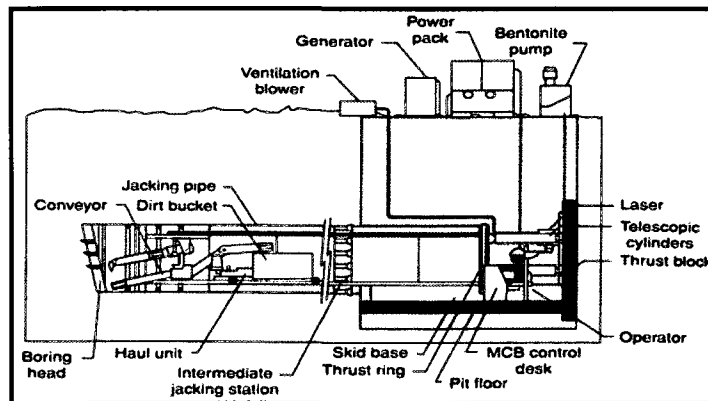 Power
pack
Bentonite
pump
Generator
Ventilation
blower
Jacking pipe
Conveyor
Dirt bucket
Laser
Telescopic
cylinders
Thrust block
Operator
Boring
head
Haul unit
Intermediate
jacking station
Skid base
Thrust ring
Pit floor
MCB control
desk